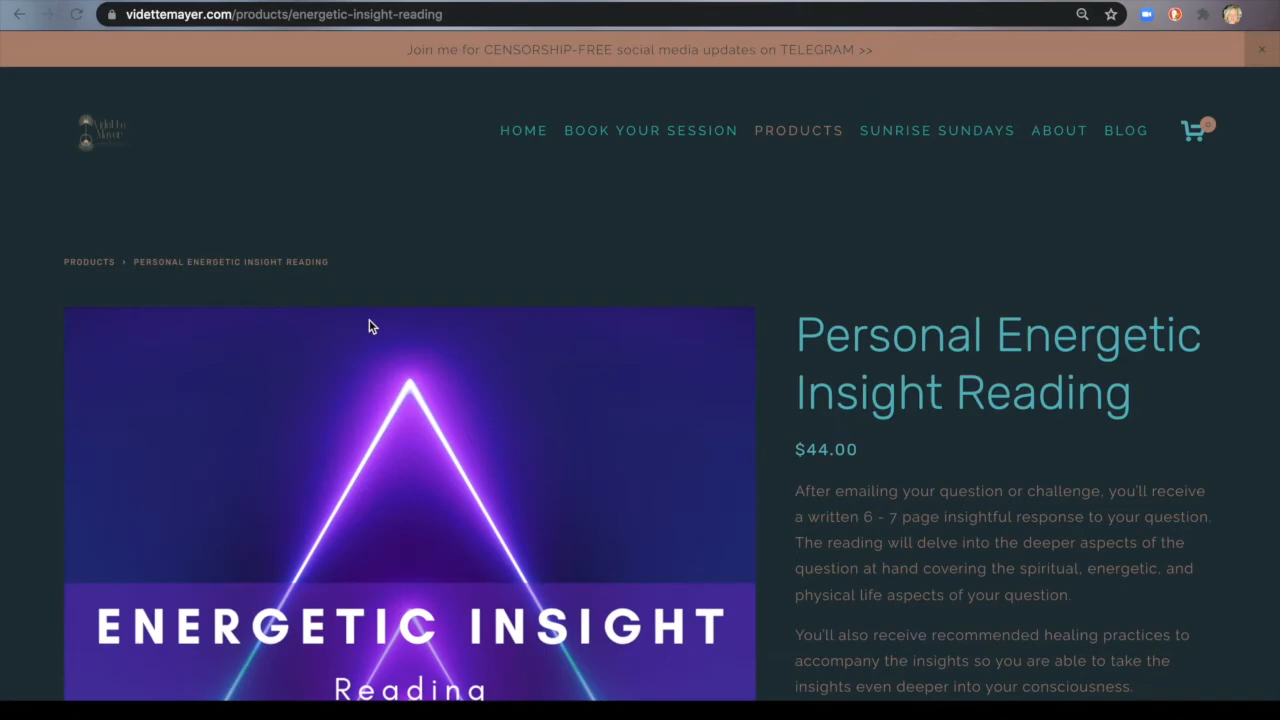 videttemayer.com/products/energetic-insight-reading
Join me for CENSORSHIP-FREE social media updates on TELEGRAM >>
Vidette
Mayer
HOME BOOK YOUR SESSION PRODUCTS SUNRISE SUNDAYS ABOUT BLOG
0
PRODUCTS › PERSONAL ENERGETIC INSIGHT READING
ENERGETIC INSIGHT
Reading
Personal Energetic
Insight Reading
$44.00
After emailing your question or challenge, you'll receive
a written 6 - 7 page insightful response to your question.
The reading will delve into the deeper aspects of the
question at hand covering the spiritual, energetic, and
physical life aspects of your question.
You'll also receive recommended healing practices to
accompany the insights so you are able to take the
insights even deeper into your consciousness.